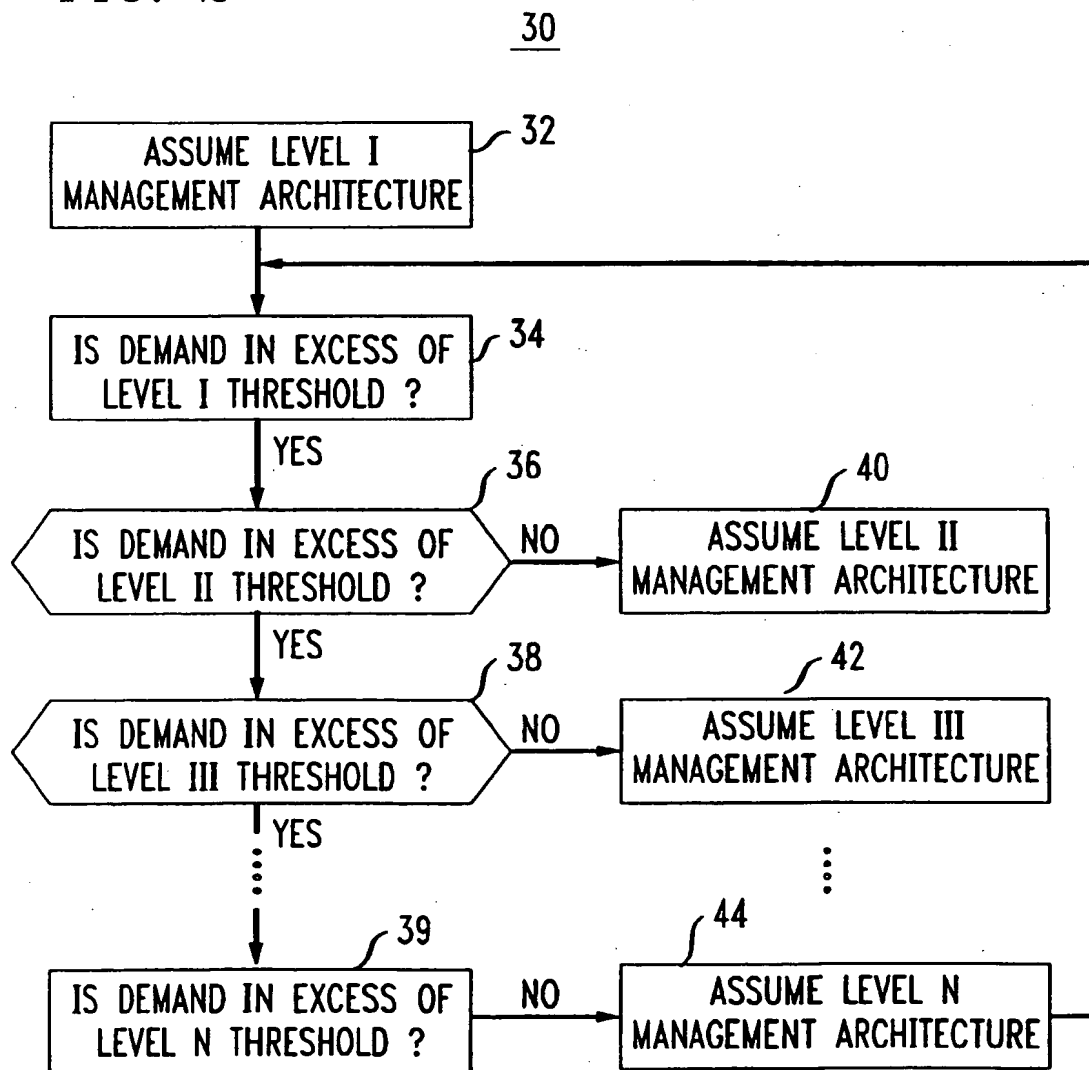 30
32
ASSUME LEVEL I
MANAGEMENT ARCHITECTURE
34
IS DEMAND IN EXCESS OF
LEVEL I THRESHOLD ?
YES
36
IS DEMAND IN EXCESS OF
LEVEL II THRESHOLD ?
NO
40
ASSUME LEVEL II
MANAGEMENT ARCHITECTURE
YES
38
IS DEMAND IN EXCESS OF
LEVEL III THRESHOLD ?
NO
42
ASSUME LEVEL III
MANAGEMENT ARCHITECTURE
YES
39
IS DEMAND IN EXCESS OF
LEVEL N THRESHOLD ?
NO
44
ASSUME LEVEL N
MANAGEMENT ARCHITECTURE